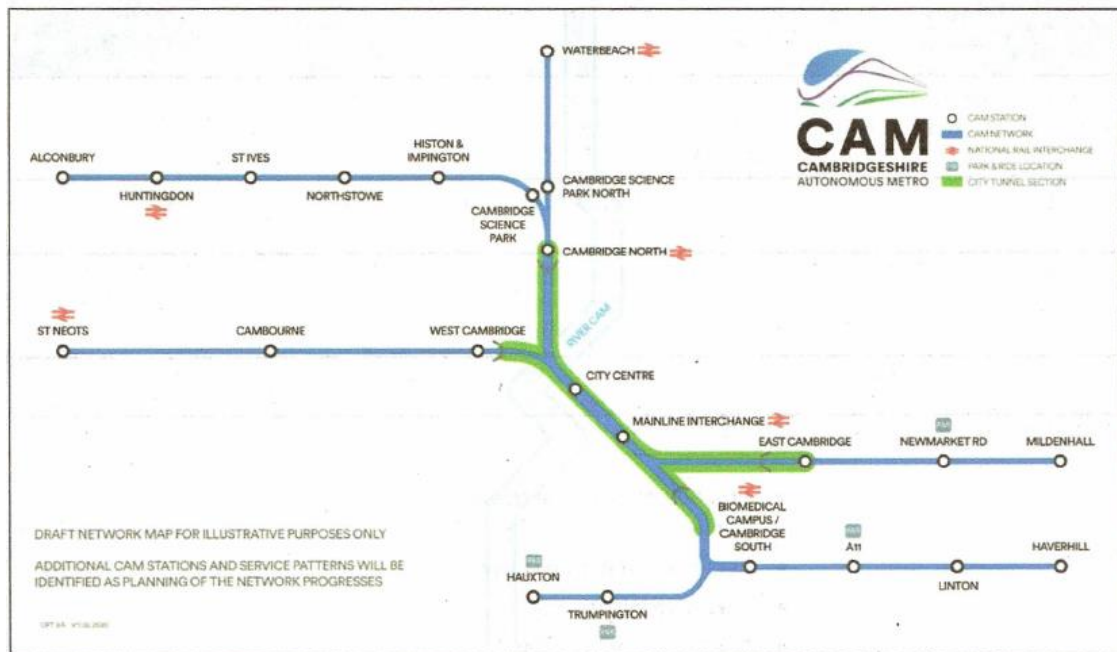 WATERBEACH
CAM
CAMBRIDGESHIRE
AUTONOMOUS METRO
CAM STATION
CAM NETWORK
NATIONAL RAIL INTERCHANGE
PARK & RIDE LOCATION
CITY TUNNEL SECTION
ALCONBURY
HUNTINGDON
ST IVES
NORTHSTOWE
HISTON &
IMPINGTON
CAMBRIDGE
SCIENCE
PARK
CAMBRIDGE SCIENCE
PARK NORTH
CAMBRIDGE NORTH
RIVER CAM
ST NEOTS
CAMBOURNE
WEST CAMBRIDGE
CITY CENTRE
MAINLINE INTERCHANGE
EAST CAMBRIDGE
NEWMARKET RD
MILDENHALL
BIOMEDICAL
CAMPUS /
CAMBRIDGE
SOUTH
A11
LINTON
HAVERHILL
HAUXTON
TRUMPINGTON
DRAFT NETWORK MAP FOR ILLUSTRATIVE PURPOSES ONLY
ADDITIONAL CAM STATIONS AND SERVICE PATTERNS WILL BE
IDENTIFIED AS PLANNING OF THE NETWORK PROGRESSES